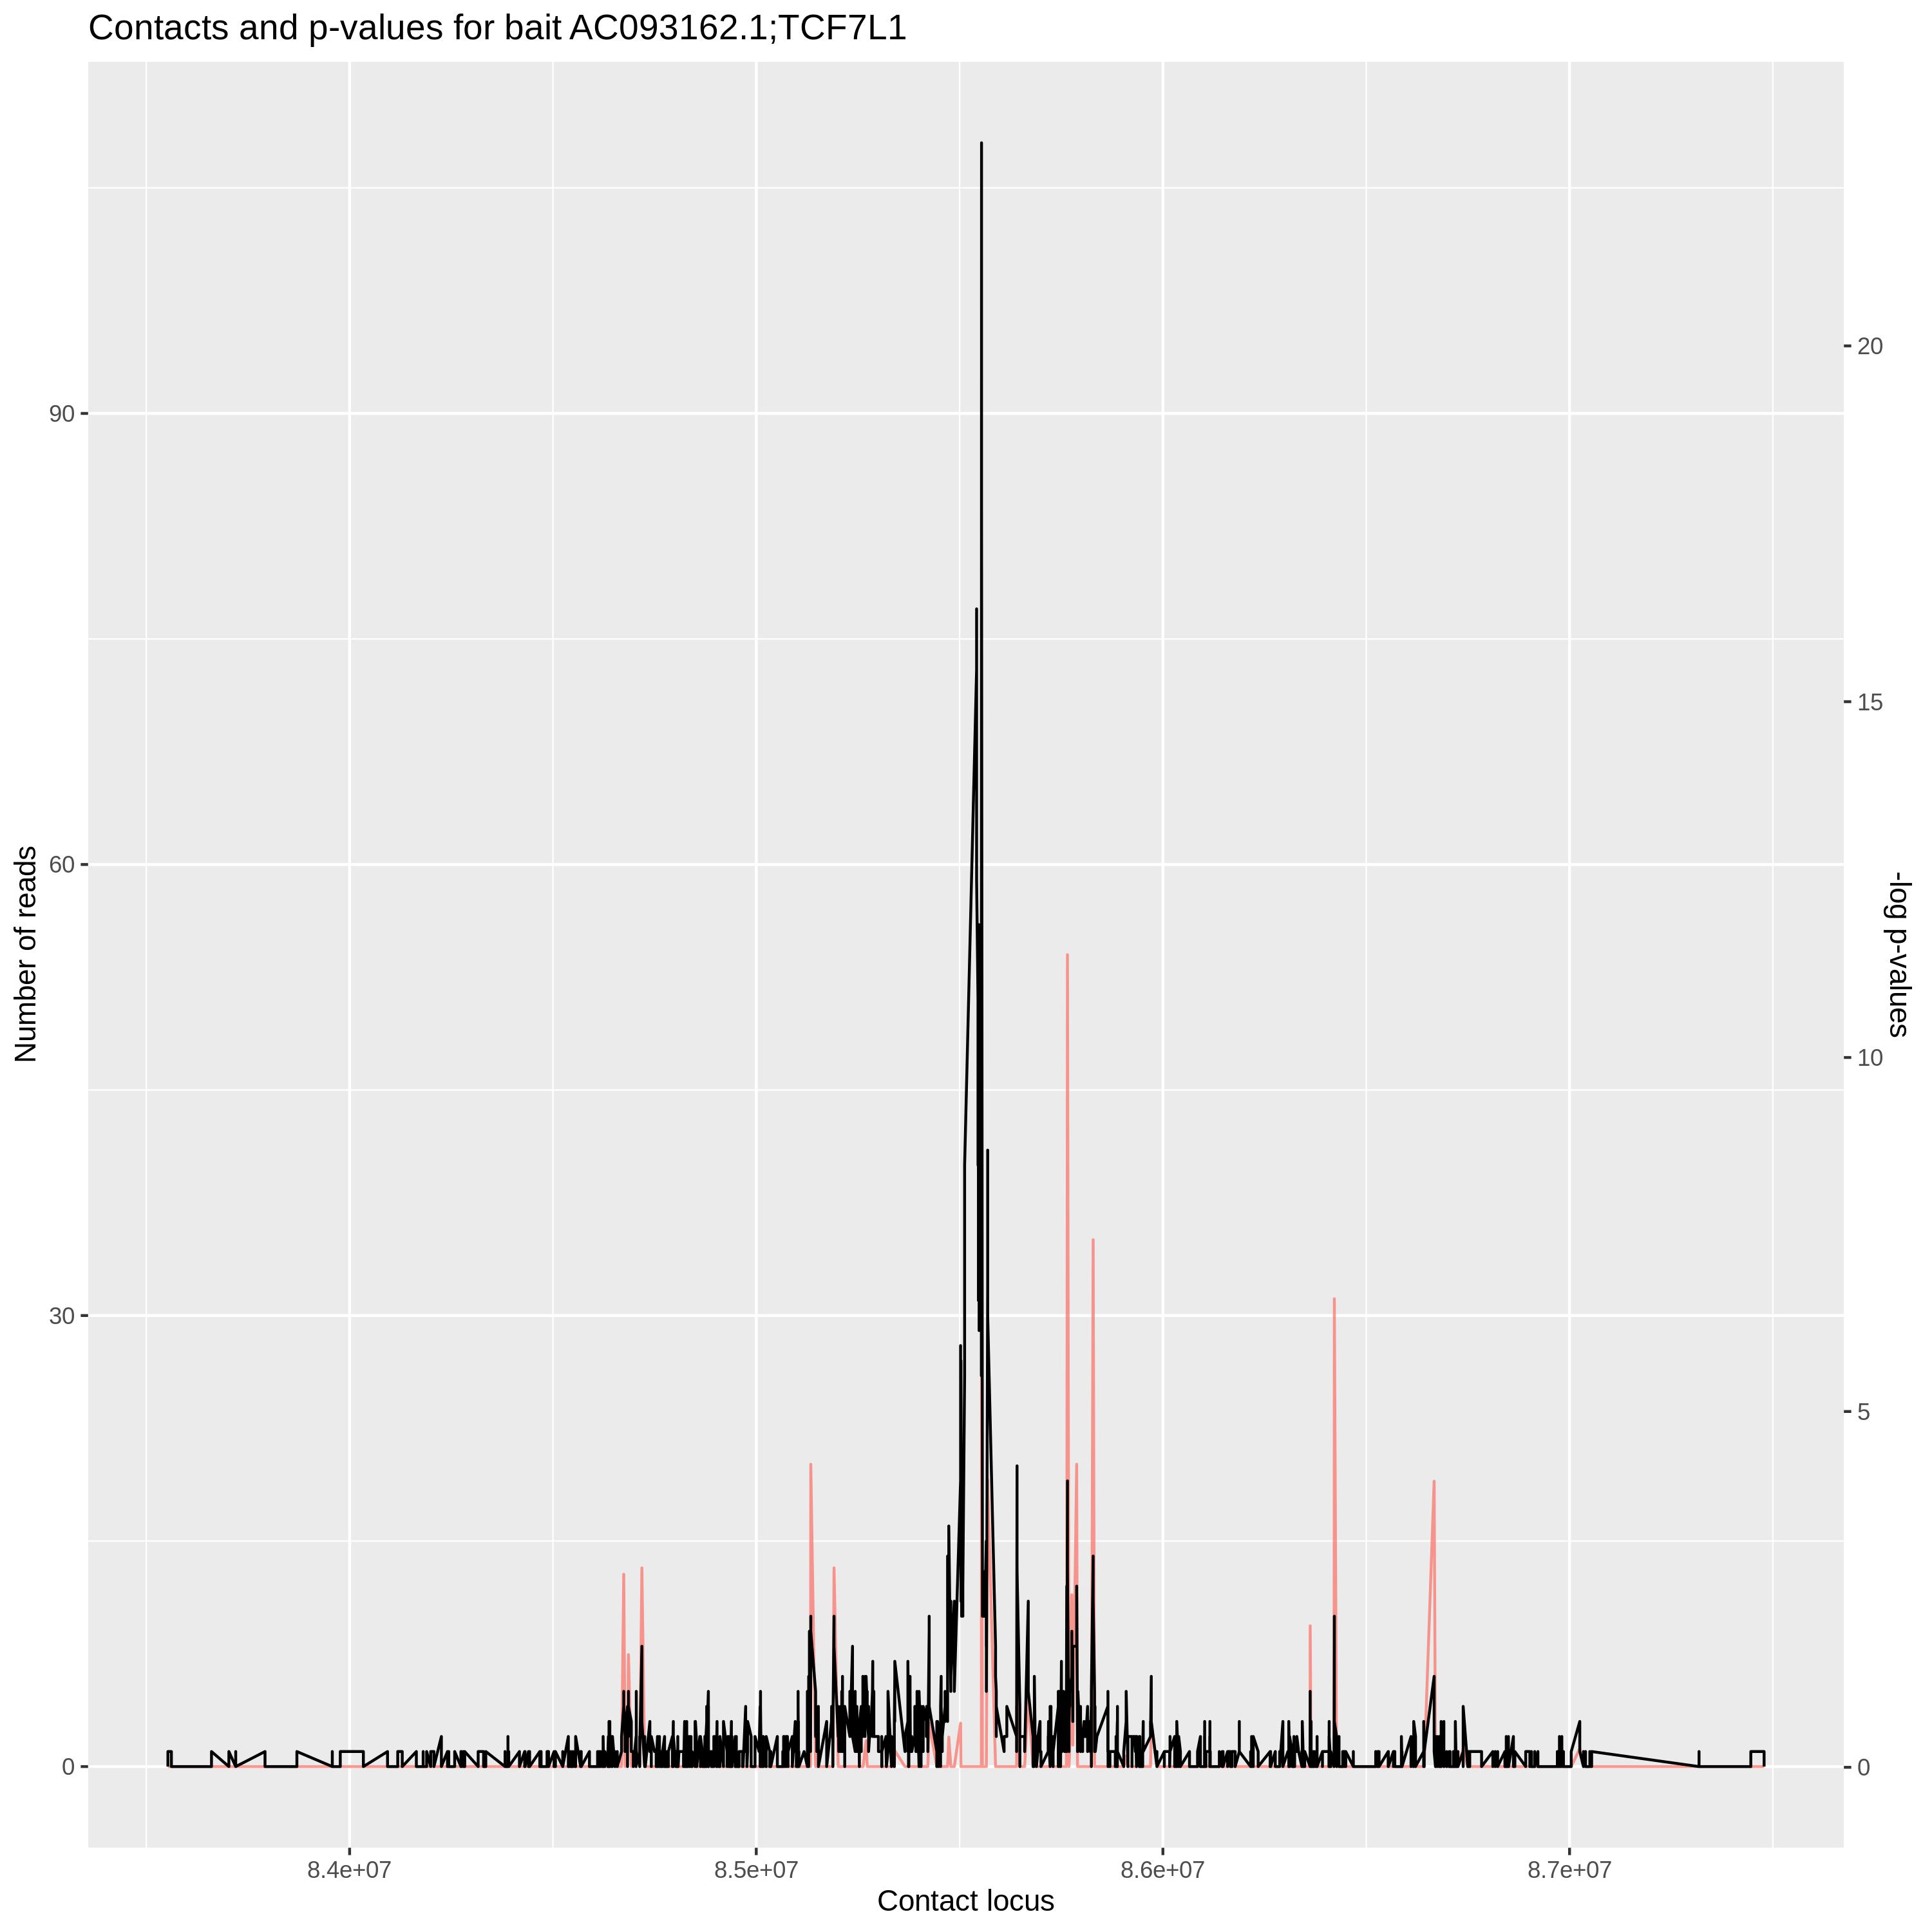 Contacts and p-values for bait AC093162.1;TCF7L1
90
60
30
0
20
15
10
5
0
8.4e+07
8.5e+07
8.6e+07
8.7e+07
Number of reads
-log p-values
Contact locus